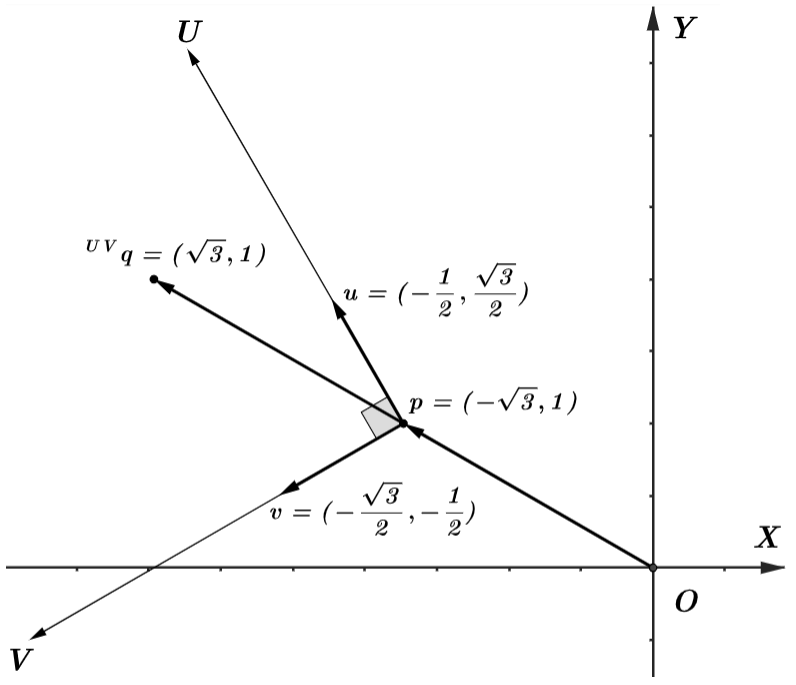 U
Y
ᵁⱽq = (√3, 1)
u = (-1/2, √3/2)
p = (-√3, 1)
v = (-√3/2, -1/2)
X
O
V